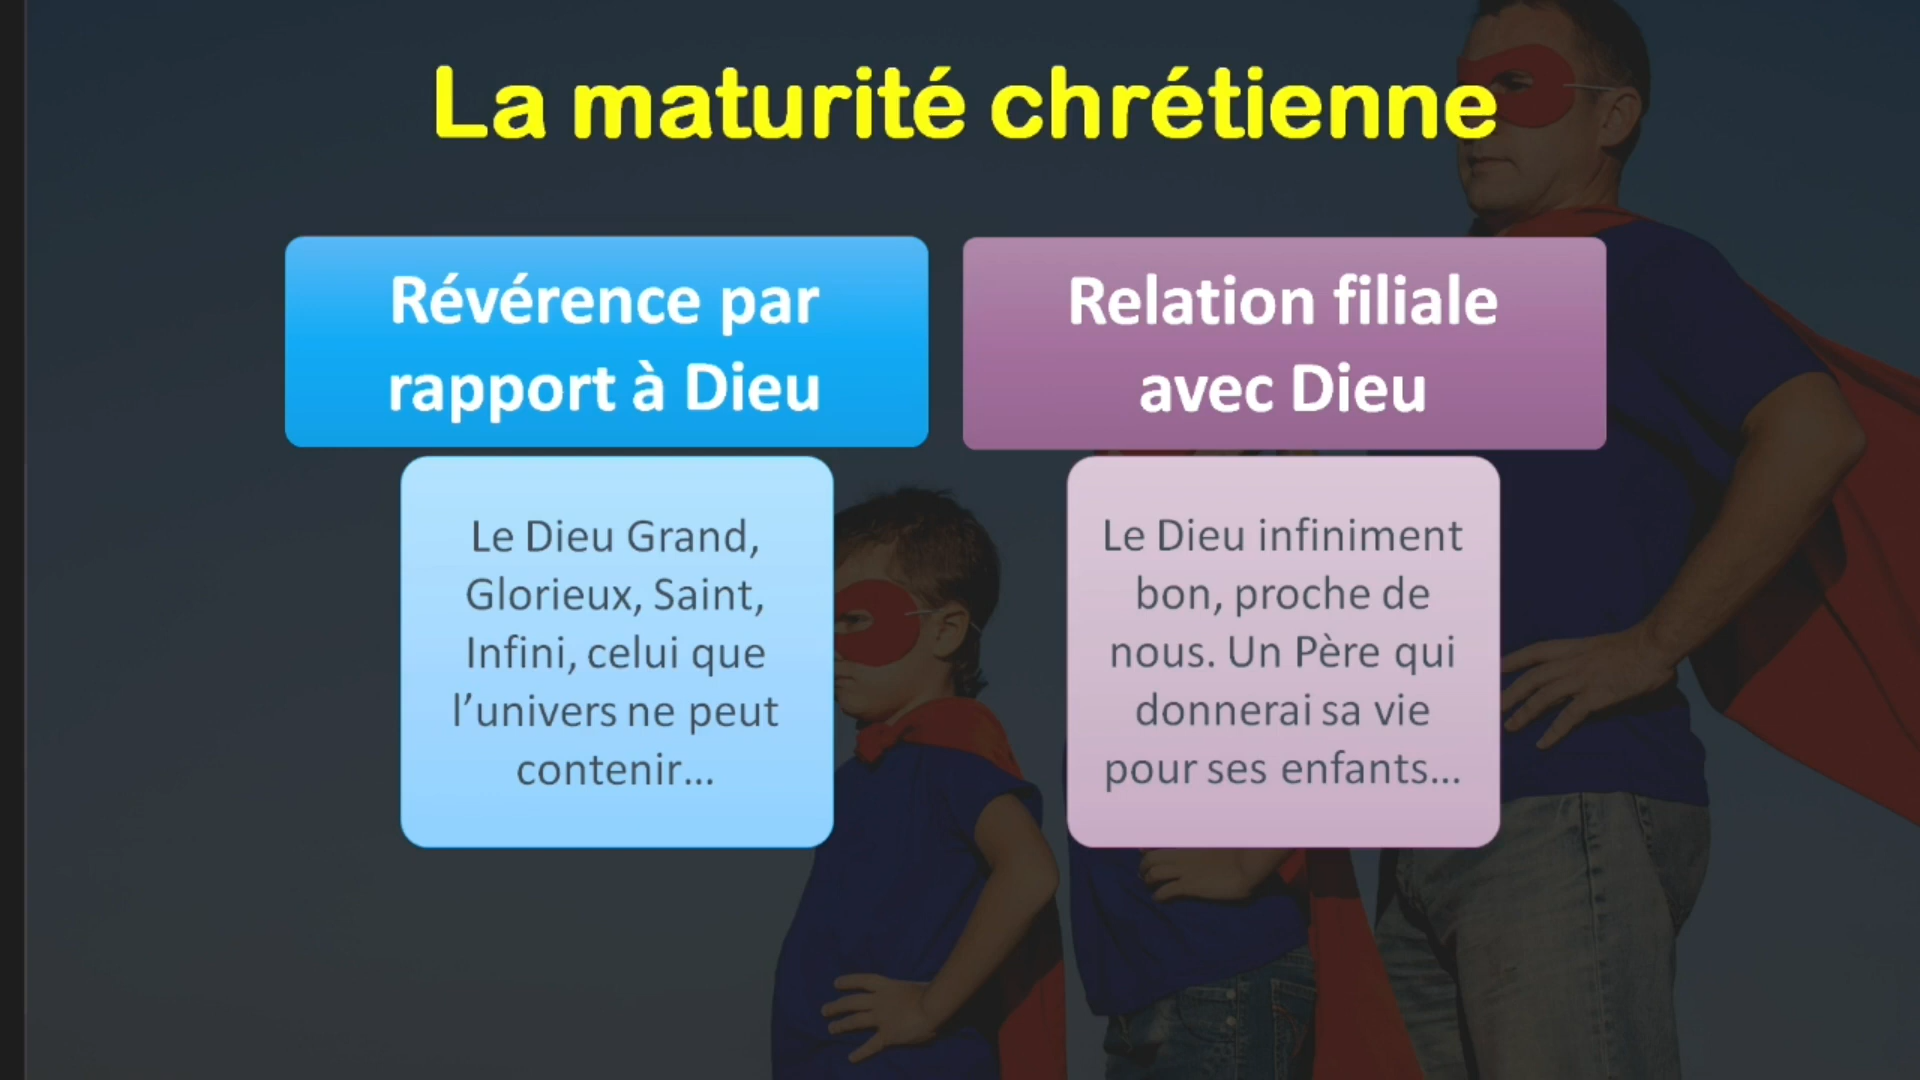 La maturité chrétienne
Révérence par
rapport à Dieu
Le Dieu Grand,
Glorieux, Saint,
Infini, celui que
l’univers ne peut
contenir...
Relation filiale
avec Dieu
Le Dieu infiniment
bon, proche de
nous. Un Père qui
donnerai sa vie
pour ses enfants...